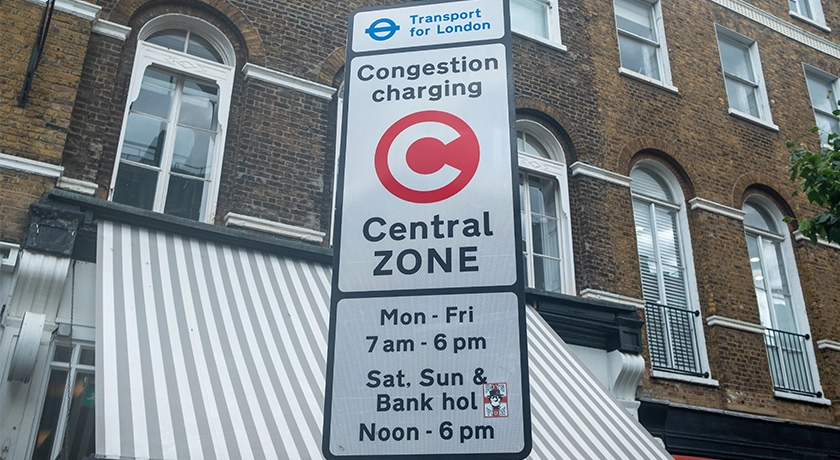 Transport
for London
Congestion
charging
C
Central
ZONE
Mon - Fri
7 am - 6 pm
Sat, Sun &
Bank hol
Noon - 6 pm